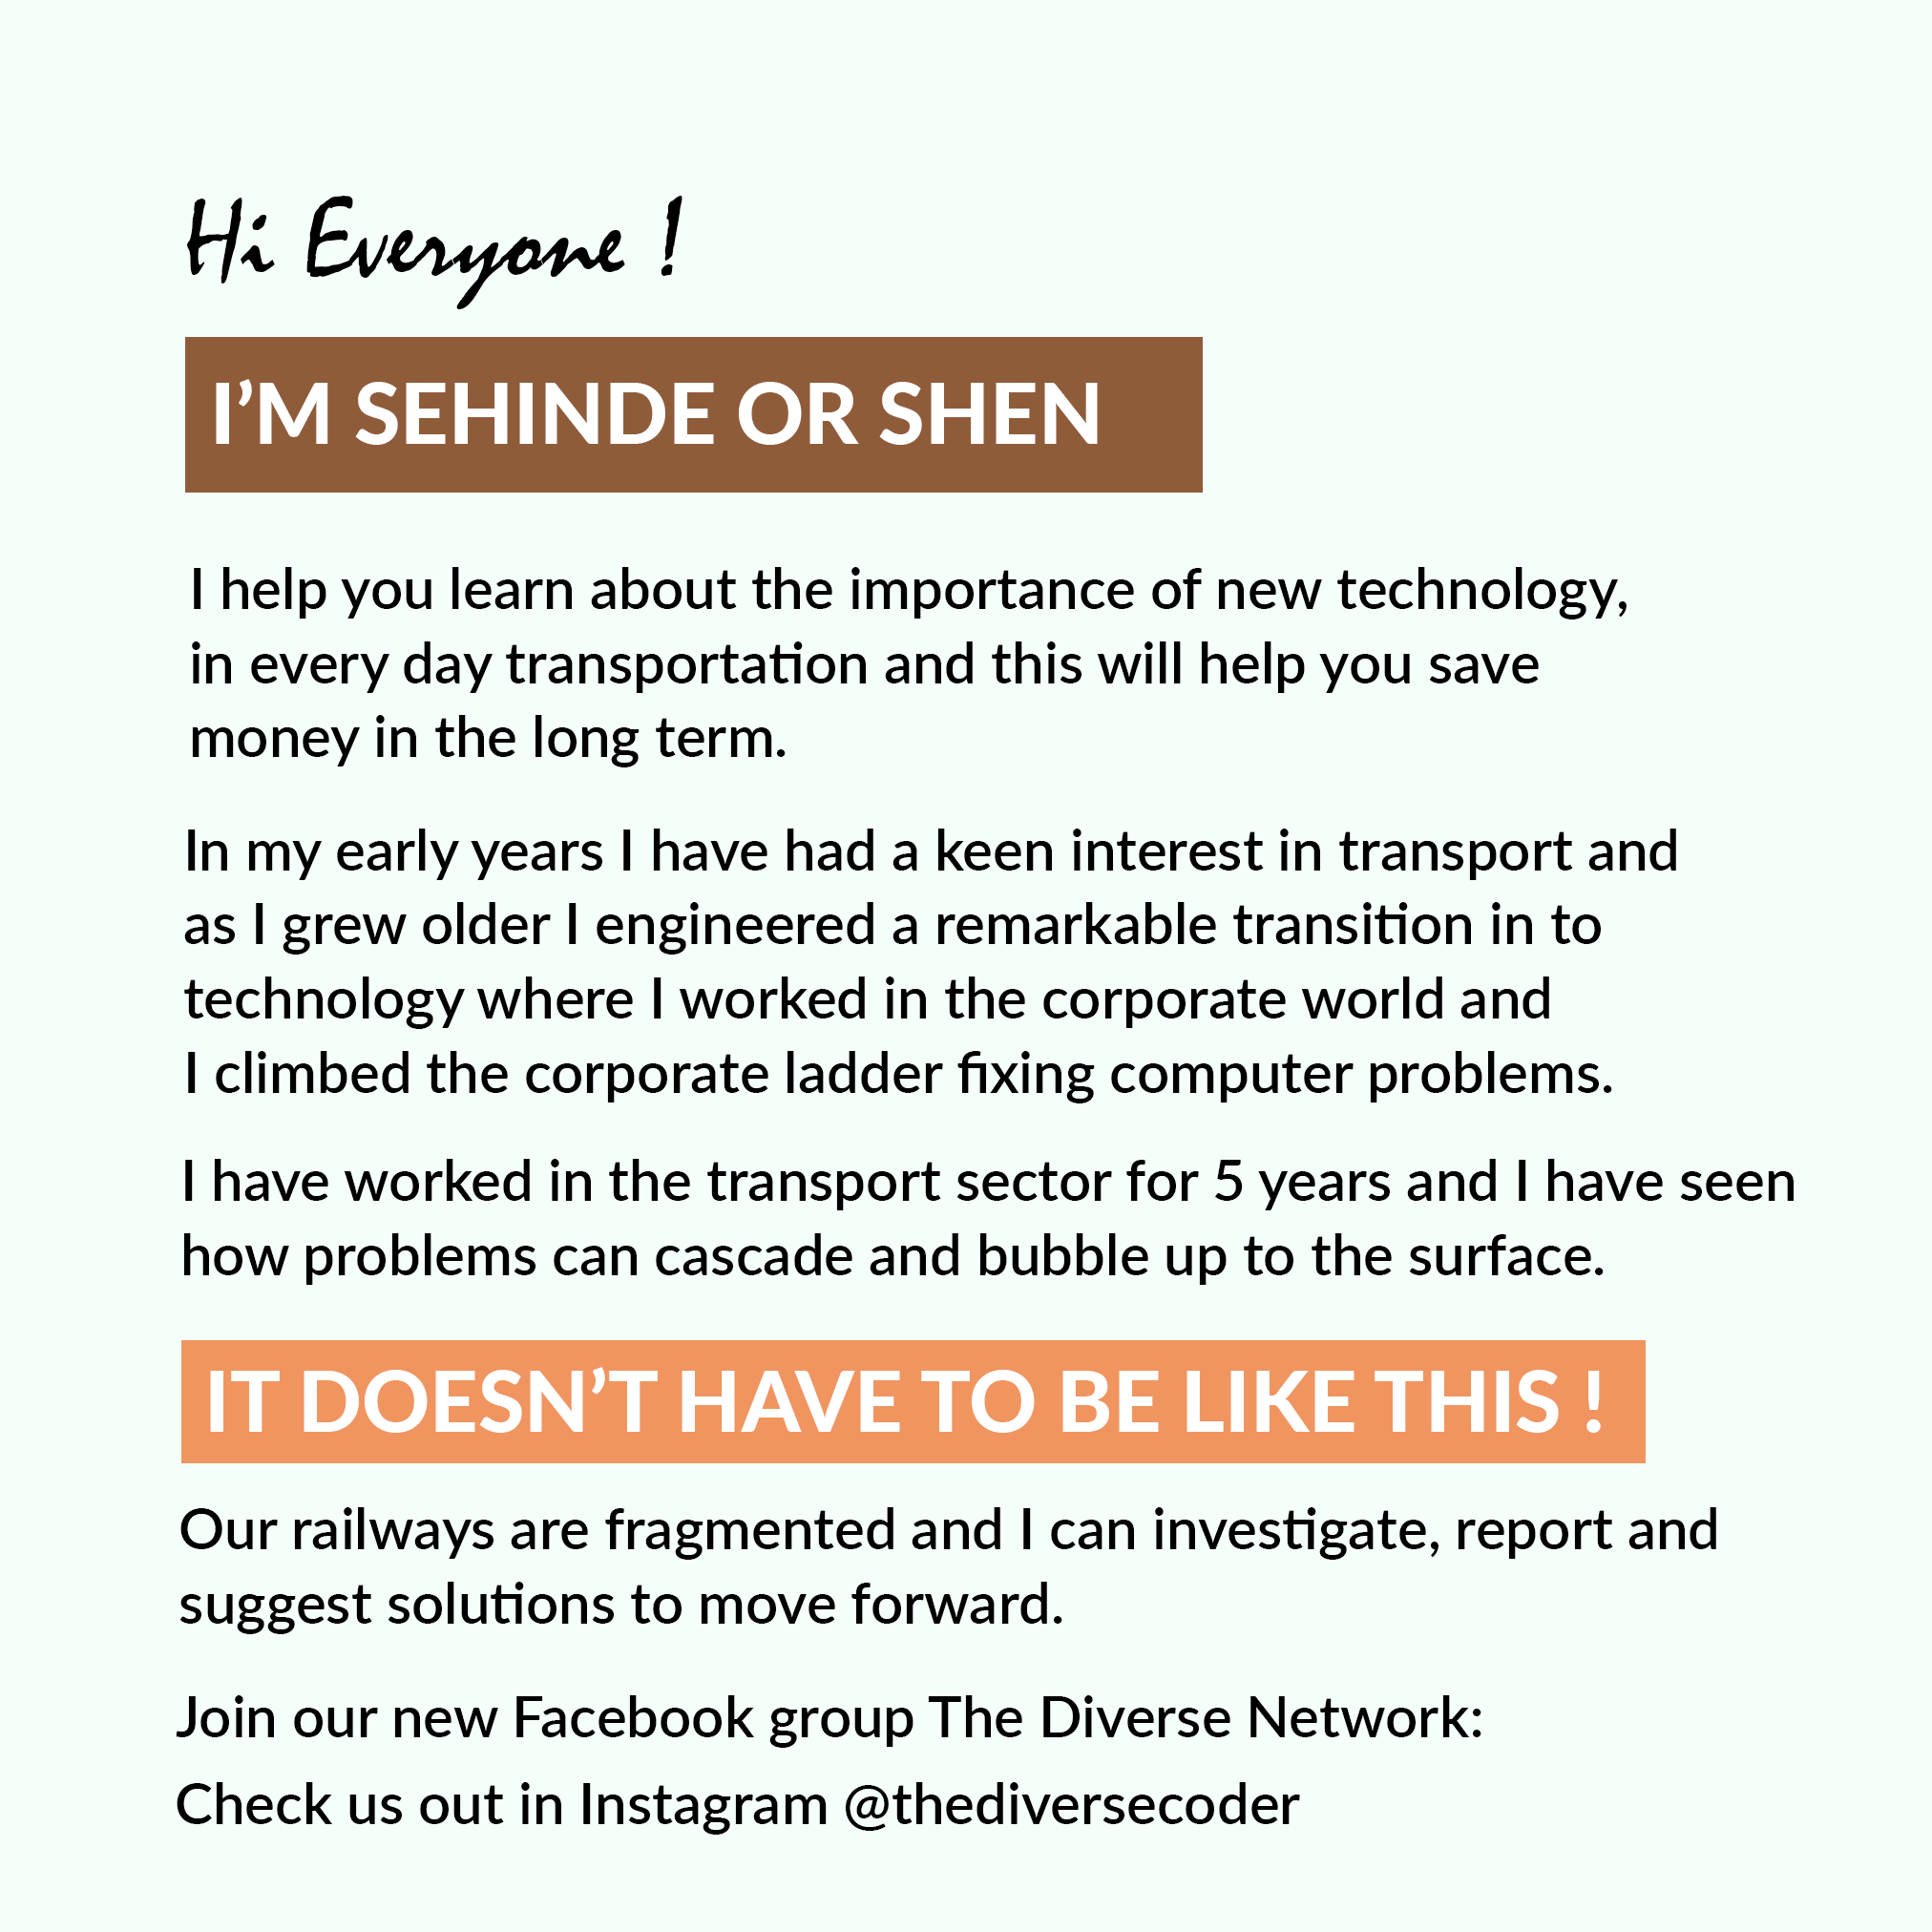 Hi Everyone !
I’M SEHINDE OR SHEN
I help you learn about the importance of new technology,
in every day transportation and this will help you save
money in the long term.
In my early years I have had a keen interest in transport and
as I grew older I engineered a remarkable transition in to
technology where I worked in the corporate world and
I climbed the corporate ladder fixing computer problems.
I have worked in the transport sector for 5 years and I have seen
how problems can cascade and bubble up to the surface.
IT DOESN’T HAVE TO BE LIKE THIS !
Our railways are fragmented and I can investigate, report and
suggest solutions to move forward.
Join our new Facebook group The Diverse Network:
Check us out in Instagram @thediversecoder